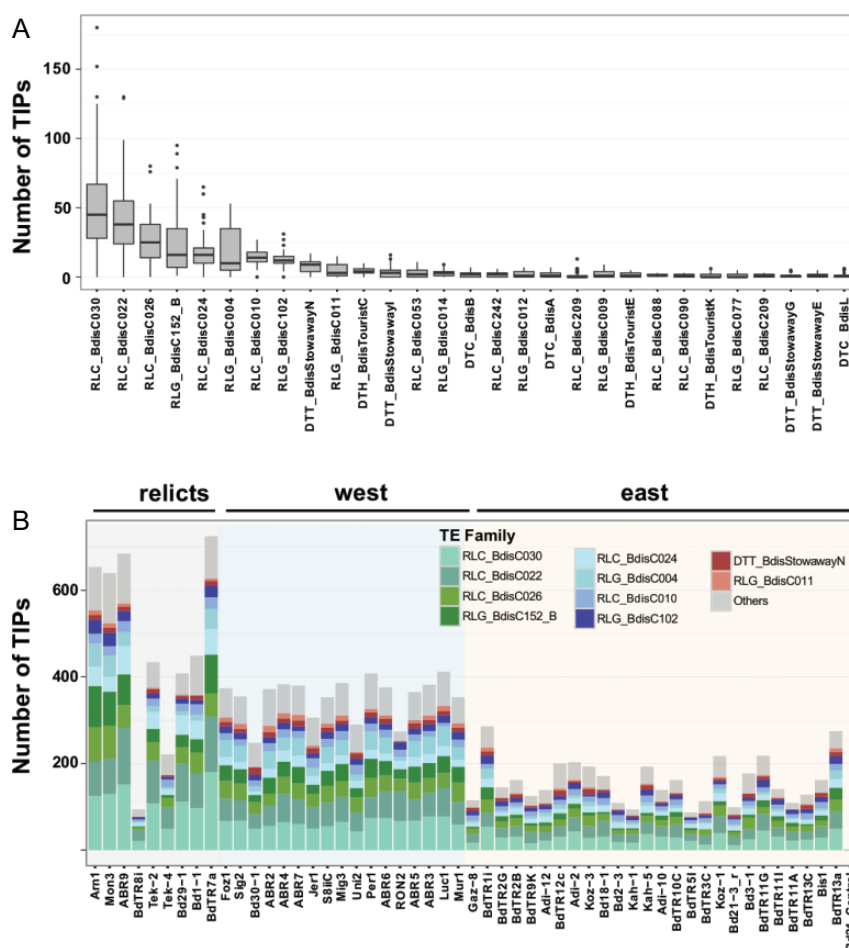 A
Number of TIPs
150
100
50
0
RLC_BdisC030
RLC_BdisC022
RLC_BdisC026
RLG_BdisC152_B
RLC_BdisC024
RLG_BdisC004
RLC_BdisC010
RLG_BdisC102
DTT_BdisStowawayN
RLG_BdisC011
DTH_BdisTouristC
DTT_BdisStowawayI
RLC_BdisC053
RLG_BdisC014
DTC_BdisB
RLC_BdisC242
RLG_BdisC012
DTC_BdisA
RLC_BdisC209
RLG_BdisC009
DTH_BdisTouristE
RLC_BdisC088
RLC_BdisC090
DTH_BdisTouristK
RLG_BdisC077
RLC_BdisC209
DTT_BdisStowawayG
DTT_BdisStowawayE
DTC_BdisL
B
relicts
west
east
Number of TIPs
600
400
200
TE Family
RLC_BdisC030
RLC_BdisC022
RLC_BdisC026
RLG_BdisC152_B
RLC_BdisC024
RLG_BdisC004
RLC_BdisC010
RLG_BdisC102
DTT_BdisStowawayN
RLG_BdisC011
Others
Arn1
Mon3
ABR9
BdTR8i
Tek-2
Tek-4
Bd29-1
Bd1-1
BdTR7a
Foz1
Sig2
Bd30-1
ABR2
ABR4
ABR7
Jer1
S8iiC
Mig3
Uni2
Per1
ABR6
RON2
ABR5
ABR3
Luc1
Mur1
Gaz-8
BdTR1i
BdTR2G
BdTR2B
BdTR9K
Adi-12
BdTR12c
Adi-2
Koz-3
Bd18-1
Bd2-3
Kah-1
Kah-5
Adi-10
BdTR10C
BdTR5I
BdTR3C
Koz-1
Bd21-3_r
Bd3-1
BdTR11G
BdTR11I
BdTR11A
BdTR13C
Bis1
BdTR13a